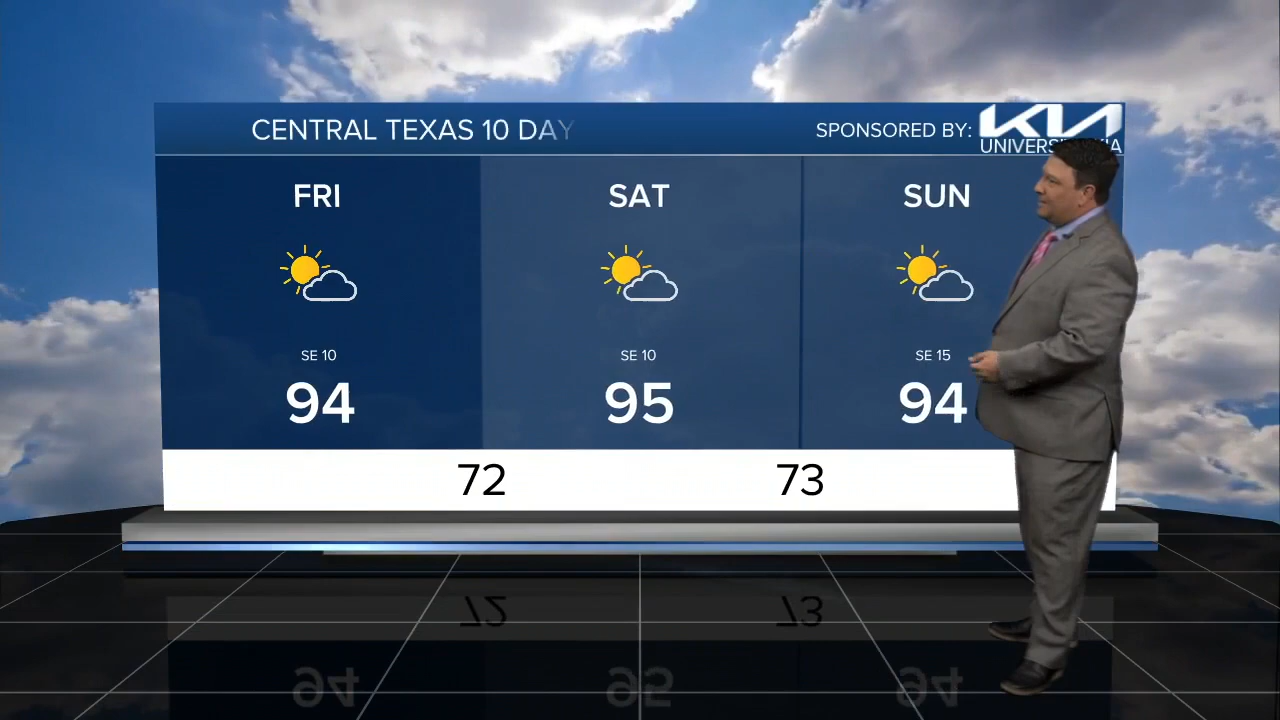 CENTRAL TEXAS 10 DAY
SPONSORED BY: KIA
FRI SAT SUN
SE 10 SE 10 SE 15
94 95 94
72 73